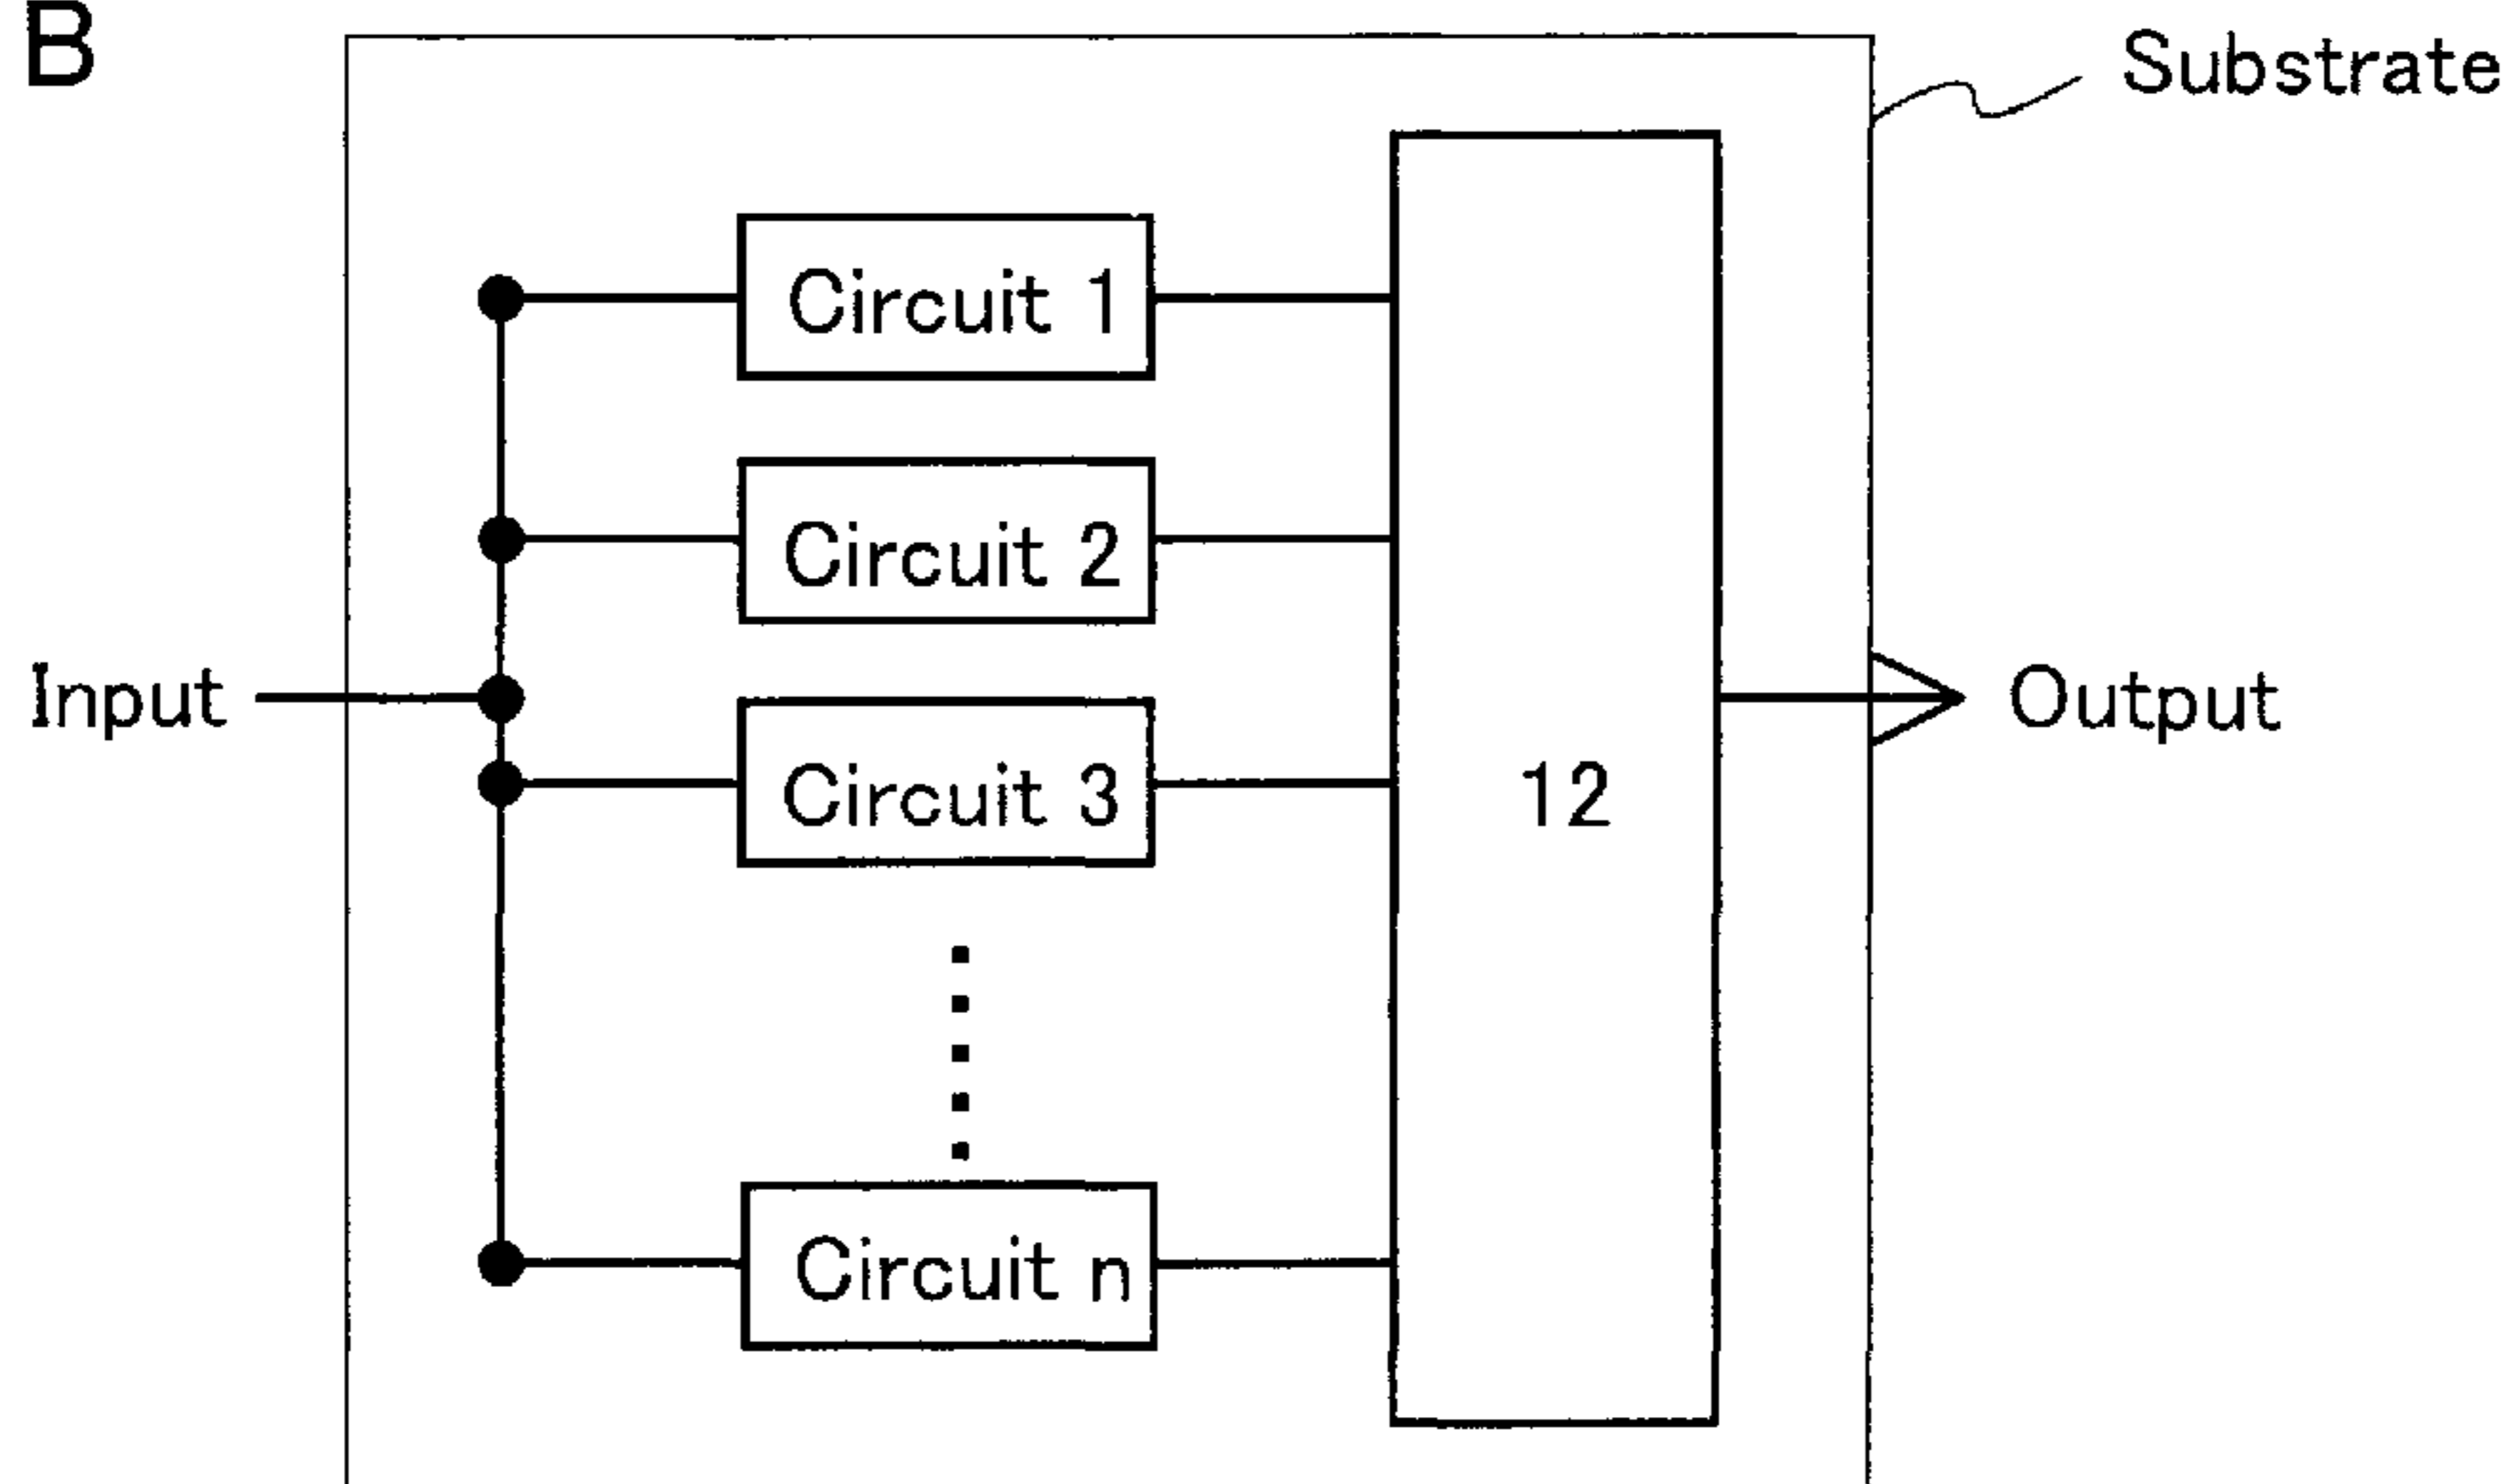 B
Substrate
Circuit 1
Circuit 2
Input
Output
Circuit 3
12
Circuit n